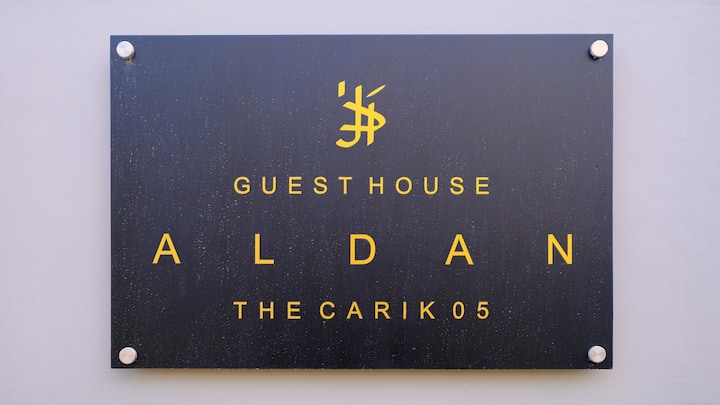 GUEST HOUSE
ALDAN
THE CARIK 05